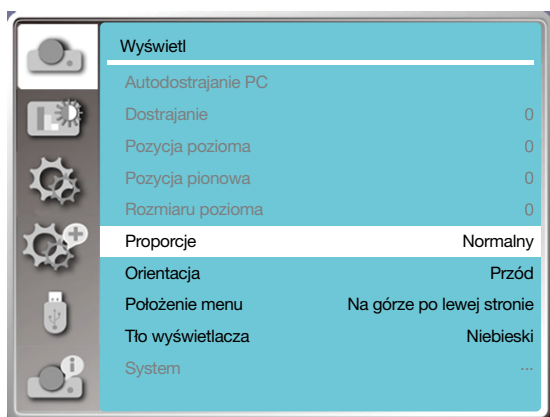 Wyświetl
Autodostrajanie PC
Dostrajanie 0
Pozycja pozioma 0
Pozycja pionowa 0
Rozmiaru pozioma 0
Proporcje Normalny
Orientacja Przód
Położenie menu Na górze po lewej stronie
Tło wyświetlacza Niebieski
System ...